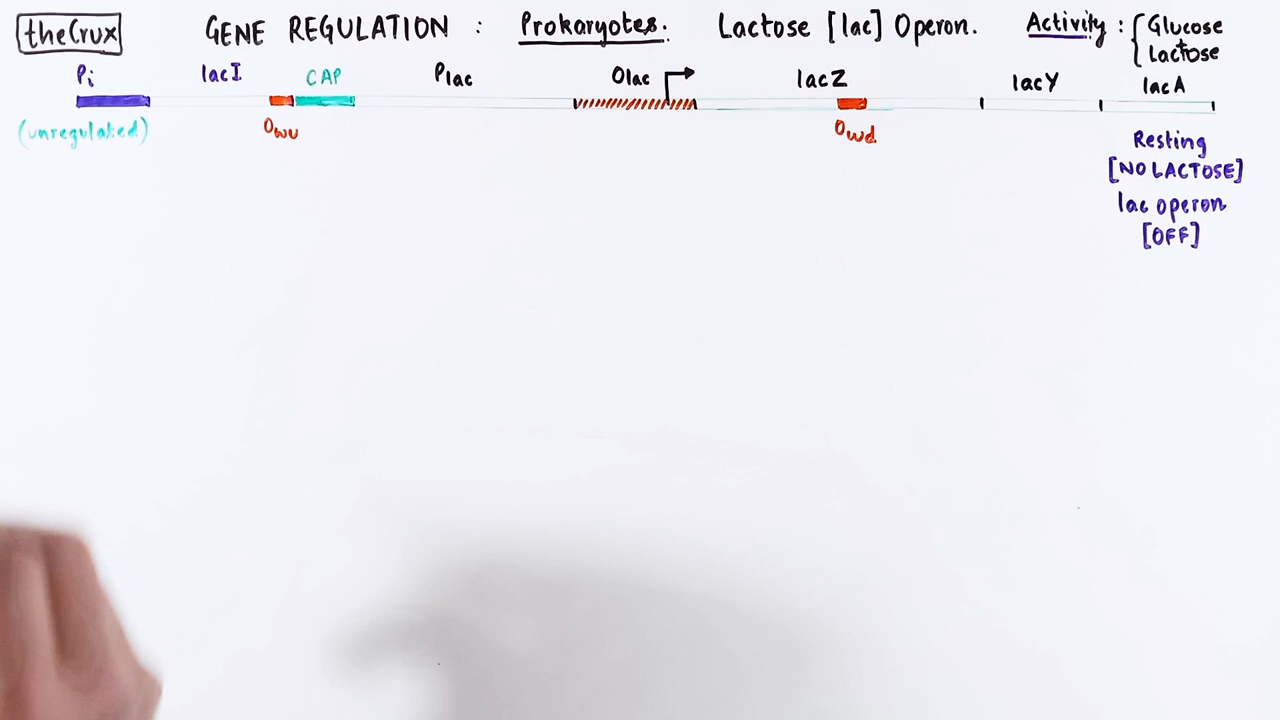 theCrux GENE REGULATION : Prokaryotes. Lactose [lac] Operon. Activity : { Glucose
Lactose
Pi lacI CAP Plac Olac lacZ lacY lacA
(unregulated) Owu Owd
Resting
[NO LACTOSE]
lac operon
[OFF]